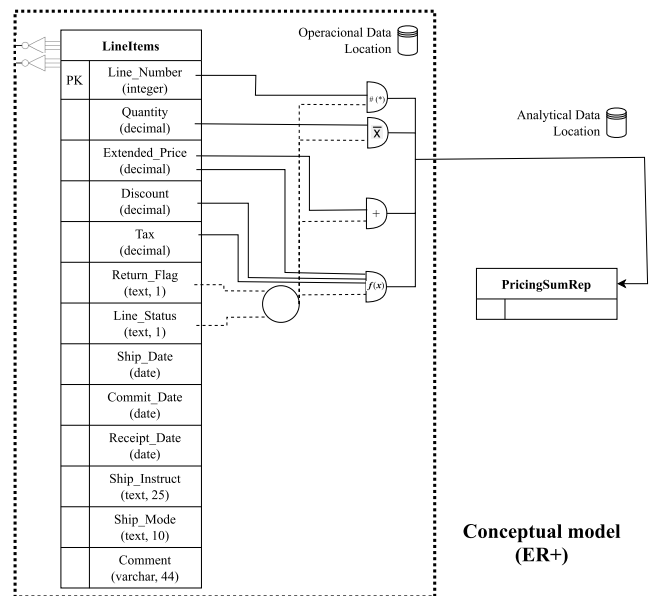 Operacional Data
Location
LineItems
PK
Line_Number
(integer)
Quantity
(decimal)
Extended_Price
(decimal)
Discount
(decimal)
Tax
(decimal)
Return_Flag
(text, 1)
Line_Status
(text, 1)
Ship_Date
(date)
Commit_Date
(date)
Receipt_Date
(date)
Ship_Instruct
(text, 25)
Ship_Mode
(text, 10)
Comment
(varchar, 44)
# (*)
x̅
+
f(x)
Analytical Data
Location
PricingSumRep
Conceptual model
(ER+)